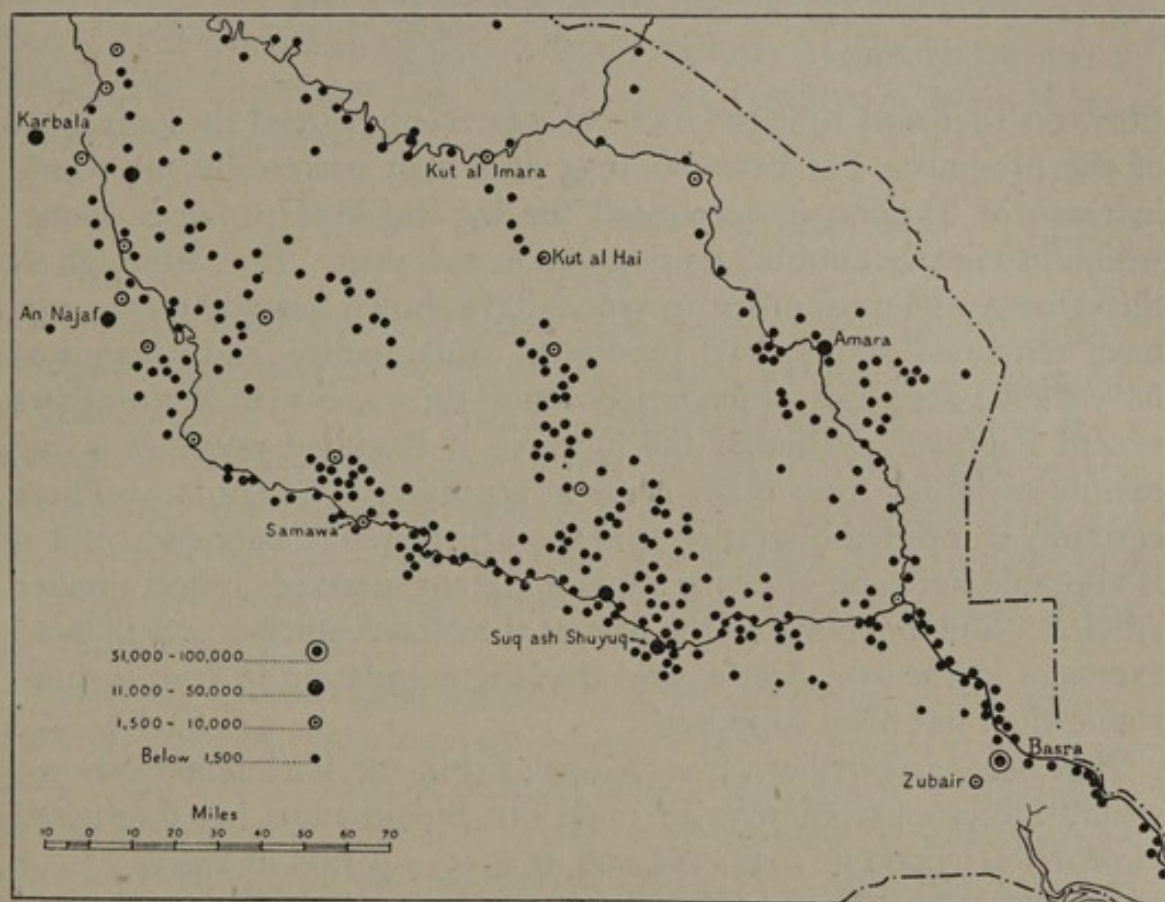 Karbala
Kut al Imara
Kut al Hai
An Najaf
Amara
Samawa
Suq ash Shuyuq
51,000 - 100,000
11,000 - 50,000
1,500 - 10,000
Below 1,500
Basra
Zubair
Miles
10 0 10 20 30 40 50 60 70